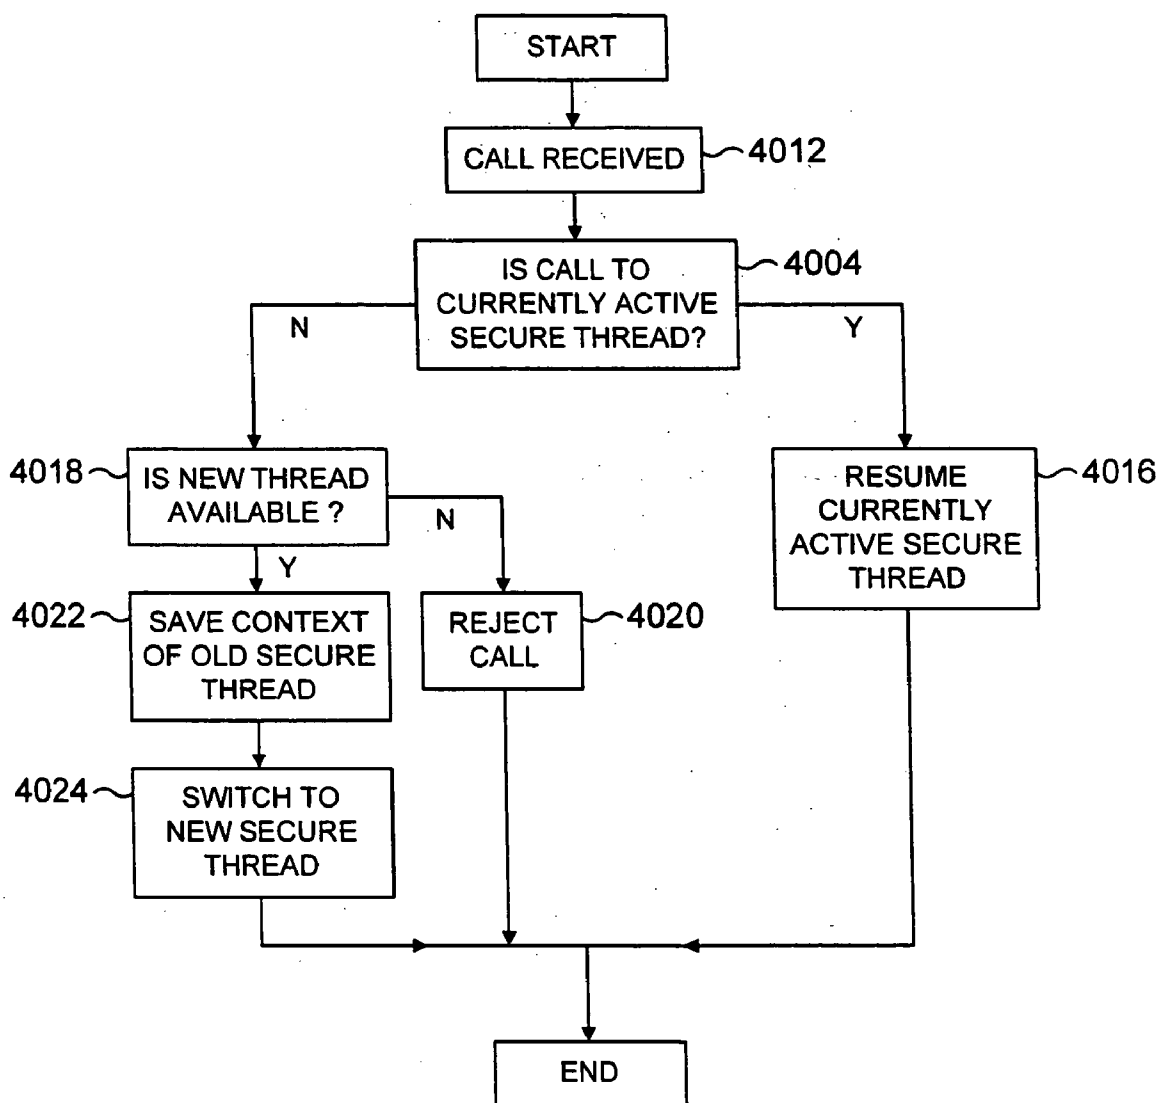 START
CALL RECEIVED
4012
IS CALL TO
CURRENTLY ACTIVE
SECURE THREAD?
4004
N
Y
4018
IS NEW THREAD
AVAILABLE ?
N
Y
RESUME
CURRENTLY
ACTIVE SECURE
THREAD
4016
4022
SAVE CONTEXT
OF OLD SECURE
THREAD
REJECT
CALL
4020
4024
SWITCH TO
NEW SECURE
THREAD
END